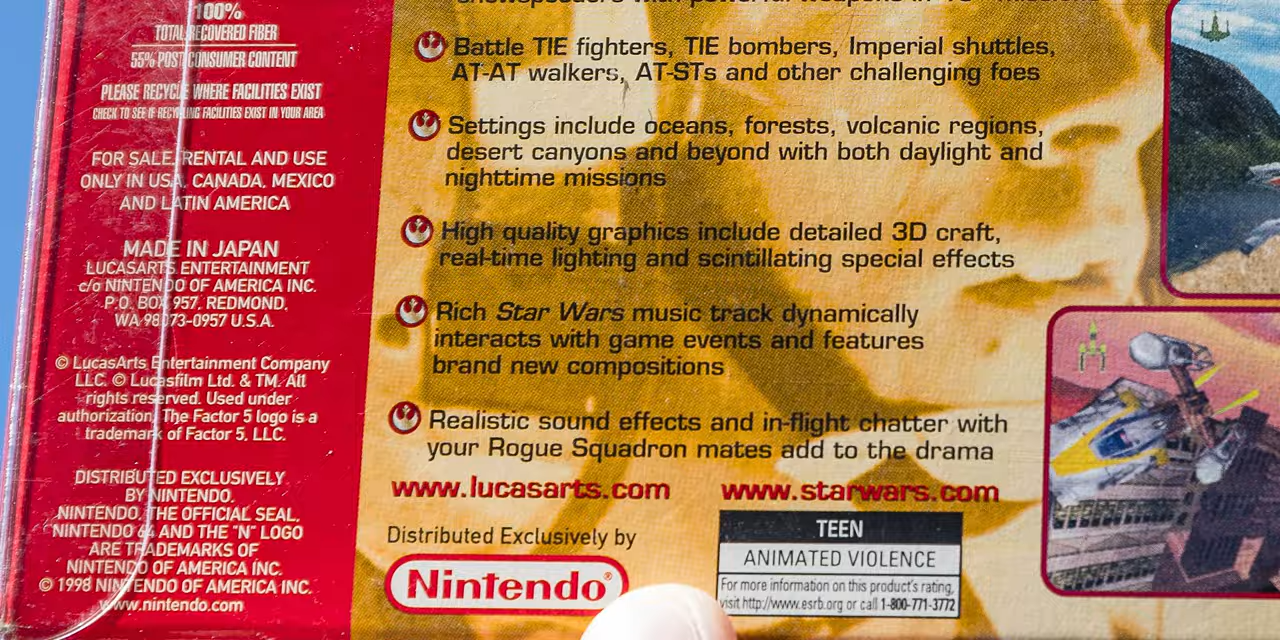 100%
TOTAL RECOVERED FIBER
55% POST CONSUMER CONTENT
PLEASE RECYCLE WHERE FACILITIES EXIST
CHECK TO SEE IF RECYCLING FACILITIES EXIST IN YOUR AREA
FOR SALE, RENTAL AND USE
ONLY IN USA, CANADA, MEXICO
AND LATIN AMERICA
MADE IN JAPAN
LUCASARTS ENTERTAINMENT
c/o NINTENDO OF AMERICA INC.
P.O. BOX 957, REDMOND,
WA 98073-0957 U.S.A.
© LucasArts Entertainment Company
LLC. © Lucasfilm Ltd. & TM. All
rights reserved. Used under
authorization. The Factor 5 logo is a
trademark of Factor 5, LLC.
DISTRIBUTED EXCLUSIVELY
BY NINTENDO.
NINTENDO, THE OFFICIAL SEAL,
NINTENDO 64 AND THE "N" LOGO
ARE TRADEMARKS OF
NINTENDO OF AMERICA INC.
© 1998 NINTENDO OF AMERICA INC.
www.nintendo.com
snowspeeders with powerful weapons in
Battle TIE fighters, TIE bombers, Imperial shuttles,
AT-AT walkers, AT-STs and other challenging foes
Settings include oceans, forests, volcanic regions,
desert canyons and beyond with both daylight and
nighttime missions
High quality graphics include detailed 3D craft,
real-time lighting and scintillating special effects
Rich Star Wars music track dynamically
interacts with game events and features
brand new compositions
Realistic sound effects and in-flight chatter with
your Rogue Squadron mates add to the drama
www.lucasarts.com
www.starwars.com
Distributed Exclusively by
Nintendo®
TEEN
ANIMATED VIOLENCE
For more information on this product's rating,
visit http://www.esrb.org or call 1-800-771-3772